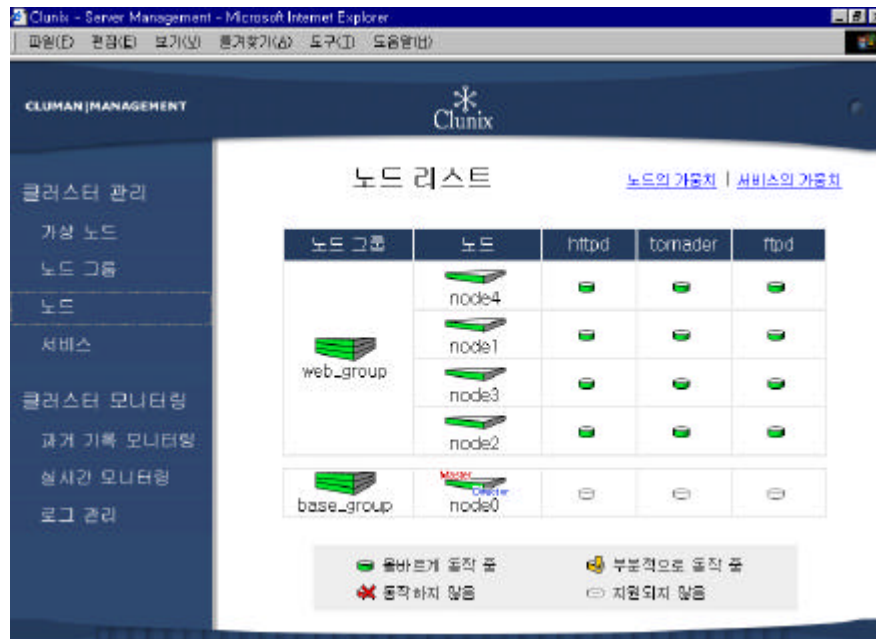 Clunix - Server Management - Microsoft Internet Explorer
파일(F) 편집(E) 보기(V) 즐겨찾기(A) 도구(T) 도움말(H)
CLUMAN|MANAGEMENT
Clunix
클러스터 관리
가상 노드
노드 그룹
노드
서비스
클러스터 모니터링
과거 기록 모니터링
실시간 모니터링
로그 관리
노드 리스트
노드의 가중치 | 서비스의 가중치
노드 그룹 노드 httpd tornader ftpd
web_group
node4
node1
node3
node2
base_group
Master
Director
node0
올바르게 동작 중 부분적으로 동작 중
동작하지 않음 지원되지 않음